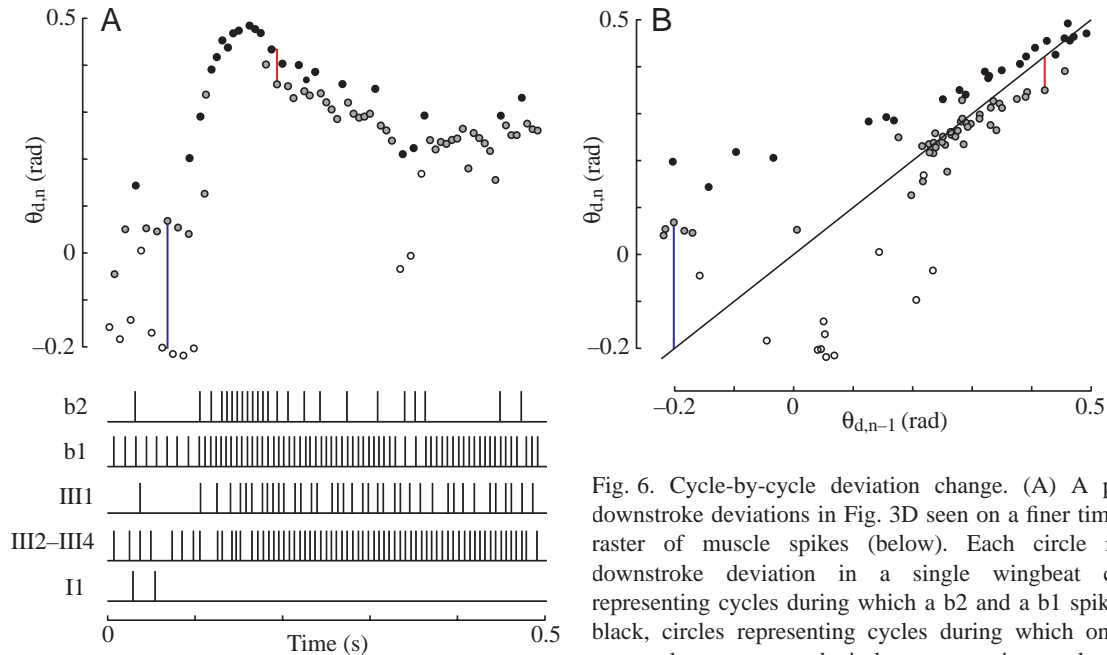 A
0.5
0
–0.2
θd,n (rad)
b2
b1
III1
III2–III4
I1
0
0.5
Time (s)
B
0.5
0
–0.2
θd,n (rad)
–0.2
0
0.5
θd,n–1 (rad)
Fig. 6. Cycle-by-cycle deviation change. (A) A
downstroke deviations in Fig. 3D seen on a finer
raster of muscle spikes (below). Each circle
downstroke deviation in a single wingbeat
representing cycles during which a b2 and a b1
black, circles representing cycles during which